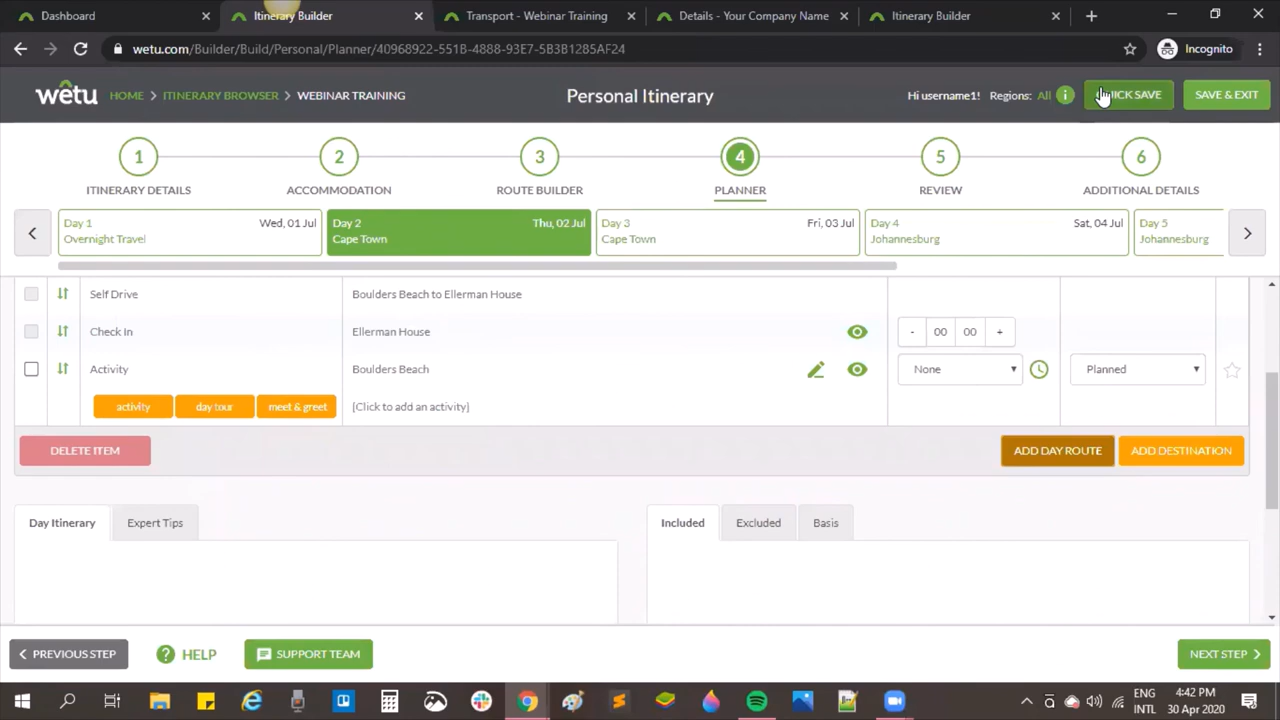 Dashboard
Itinerary Builder
Transport - Webinar Training
Details - Your Company Name
Itinerary Builder
wetu.com/Builder/Build/Personal/Planner/40968922-551B-4888-93E7-5B3B1285AF24
Incognito
wetu HOME > ITINERARY BROWSER > WEBINAR TRAINING
Personal Itinerary
Hi username1! Regions: All i
QUICK SAVE
SAVE & EXIT
1 2 3 4 5 6
ITINERARY DETAILS
ACCOMMODATION
ROUTE BUILDER
PLANNER
REVIEW
ADDITIONAL DETAILS
Day 1 Wed, 01 Jul
Overnight Travel
Day 2 Thu, 02 Jul
Cape Town
Day 3 Fri, 03 Jul
Cape Town
Day 4 Sat, 04 Jul
Johannesburg
Day 5
Johannesburg
Self Drive Boulders Beach to Ellerman House
Check In Ellerman House - 00 00 +
Activity Boulders Beach None Planned
activity day tour meet & greet [Click to add an activity]
DELETE ITEM ADD DAY ROUTE ADD DESTINATION
Day Itinerary Expert Tips Included Excluded Basis
< PREVIOUS STEP ? HELP SUPPORT TEAM NEXT STEP >
ENG 4:42 PM
INTL 30 Apr 2020